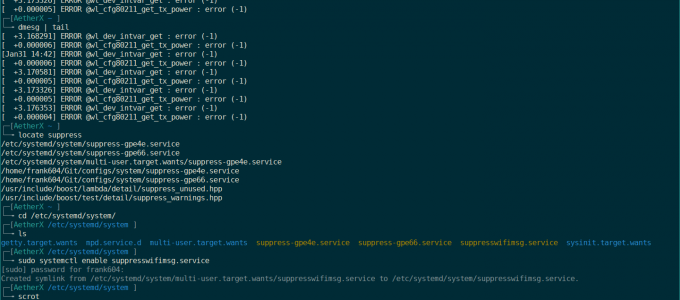 [  +3.173326] ERROR @wl_dev_intvar_get : error (-1)
[  +0.000005] ERROR @wl_cfg80211_get_tx_power : error (-1)
┌─[AetherX ~ ]
└─╼ dmesg | tail
[  +3.168291] ERROR @wl_dev_intvar_get : error (-1)
[  +0.000006] ERROR @wl_cfg80211_get_tx_power : error (-1)
[Jan31 14:42] ERROR @wl_dev_intvar_get : error (-1)
[  +0.000006] ERROR @wl_cfg80211_get_tx_power : error (-1)
[  +3.170581] ERROR @wl_dev_intvar_get : error (-1)
[  +0.000005] ERROR @wl_cfg80211_get_tx_power : error (-1)
[  +3.173326] ERROR @wl_dev_intvar_get : error (-1)
[  +0.000005] ERROR @wl_cfg80211_get_tx_power : error (-1)
[  +3.176353] ERROR @wl_dev_intvar_get : error (-1)
[  +0.000004] ERROR @wl_cfg80211_get_tx_power : error (-1)
┌─[AetherX ~ ]
└─╼ locate suppress
/etc/systemd/system/suppress-gpe4e.service
/etc/systemd/system/suppress-gpe66.service
/etc/systemd/system/multi-user.target.wants/suppress-gpe4e.service
/home/frank604/Git/configs/system/suppress-gpe4e.service
/home/frank604/Git/configs/system/suppress-gpe66.service
/usr/include/boost/lambda/detail/suppress_unused.hpp
/usr/include/boost/test/detail/suppress_warnings.hpp
┌─[AetherX ~ ]
└─╼ cd /etc/systemd/system/
┌─[AetherX /etc/systemd/system ]
└─╼ ls
getty.target.wants  mpd.service.d  multi-user.target.wants  suppress-gpe4e.service  suppress-gpe66.service  suppresswifimsg.service  sysinit.target.wants
┌─[AetherX /etc/systemd/system ]
└─╼ sudo systemctl enable suppresswifimsg.service
[sudo] password for frank604:
Created symlink from /etc/systemd/system/multi-user.target.wants/suppresswifimsg.service to /etc/systemd/system/suppresswifimsg.service.
┌─[AetherX /etc/systemd/system ]
└─╼ scrot